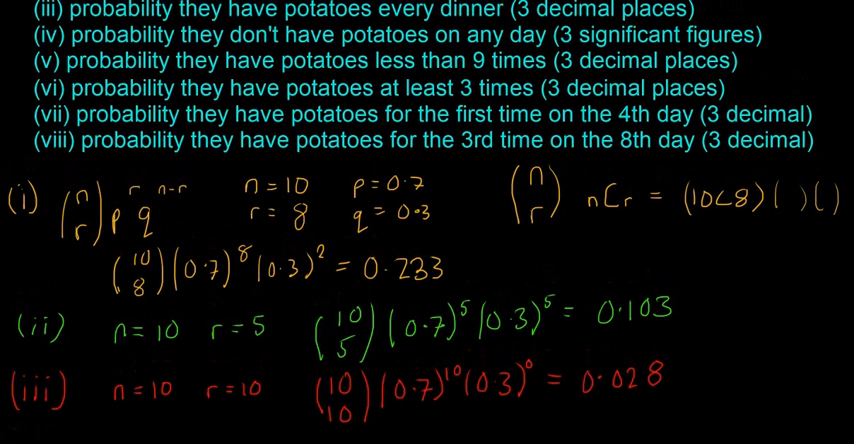 (iii) probability they have potatoes every dinner (3 decimal places)
(iv) probability they don't have potatoes on any day (3 significant figures)
(v) probability they have potatoes less than 9 times (3 decimal places)
(vi) probability they have potatoes at least 3 times (3 decimal places)
(vii) probability they have potatoes for the first time on the 4th day (3 decimal)
(viii) probability they have potatoes for the 3rd time on the 8th day (3 decimal)
(i) (n r) p^r q^n-r n = 10 p = 0.7 (n r) nCr = (10C8)( )( )
r = 8 q = 0.3
(10 8)(0.7)^8 (0.3)^2 = 0.233
(ii) n = 10 r = 5 (10 5)(0.7)^5 (0.3)^5 = 0.103
(iii) n = 10 r = 10 (10 10)(0.7)^10 (0.3)^0 = 0.028